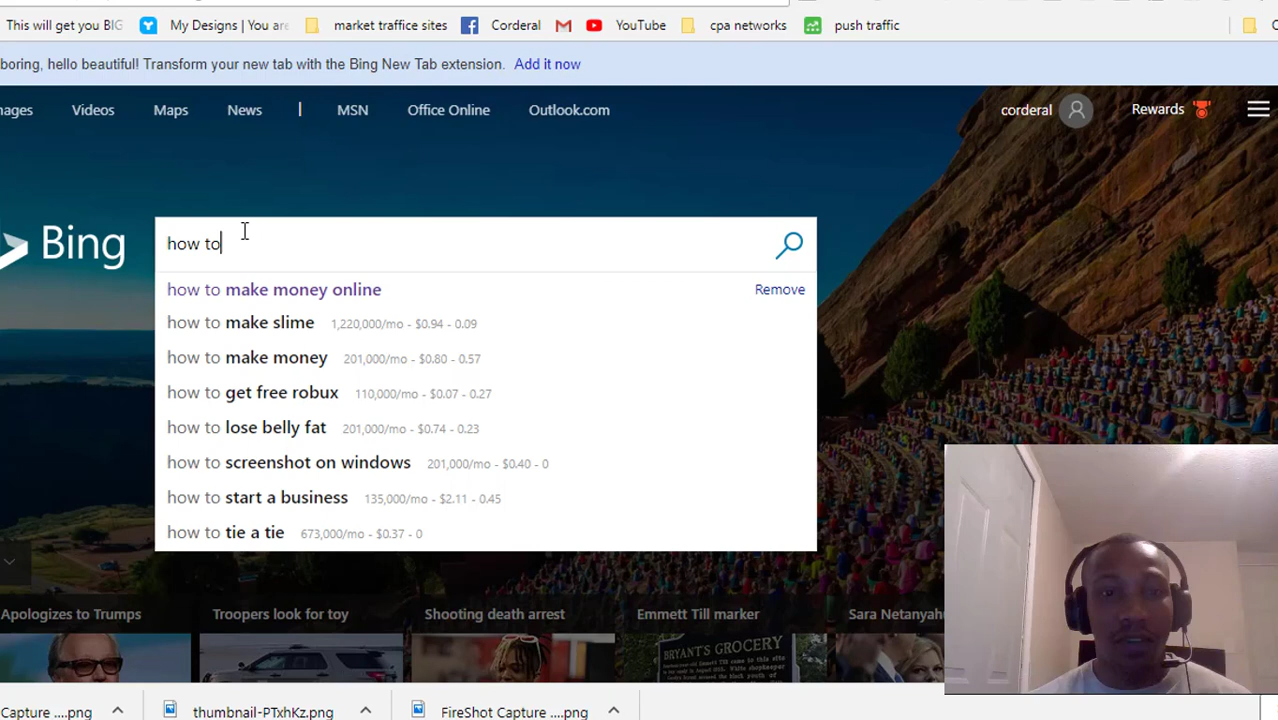 This will get you BIG My Designs | You are market traffice sites Corderal YouTube cpa networks push traffic
boring, hello beautiful! Transform your new tab with the Bing New Tab extension. Add it now
nages Videos Maps News | MSN Office Online Outlook.com corderal Rewards
Bing how to
how to make money online Remove
how to make slime 1,220,000/mo - $0.94 - 0.09
how to make money 201,000/mo - $0.80 - 0.57
how to get free robux 110,000/mo - $0.07 - 0.27
how to lose belly fat 201,000/mo - $0.74 - 0.23
how to screenshot on windows 201,000/mo - $0.40 - 0
how to start a business 135,000/mo - $2.11 - 0.45
how to tie a tie 673,000/mo - $0.37 - 0
Apologizes to Trumps Troopers look for toy Shooting death arrest Emmett Till marker Sara Netanyahu
BRYANT'S GROCERY
Capture ....png thumbnail-PTxhKz.png FireShot Capture ....png